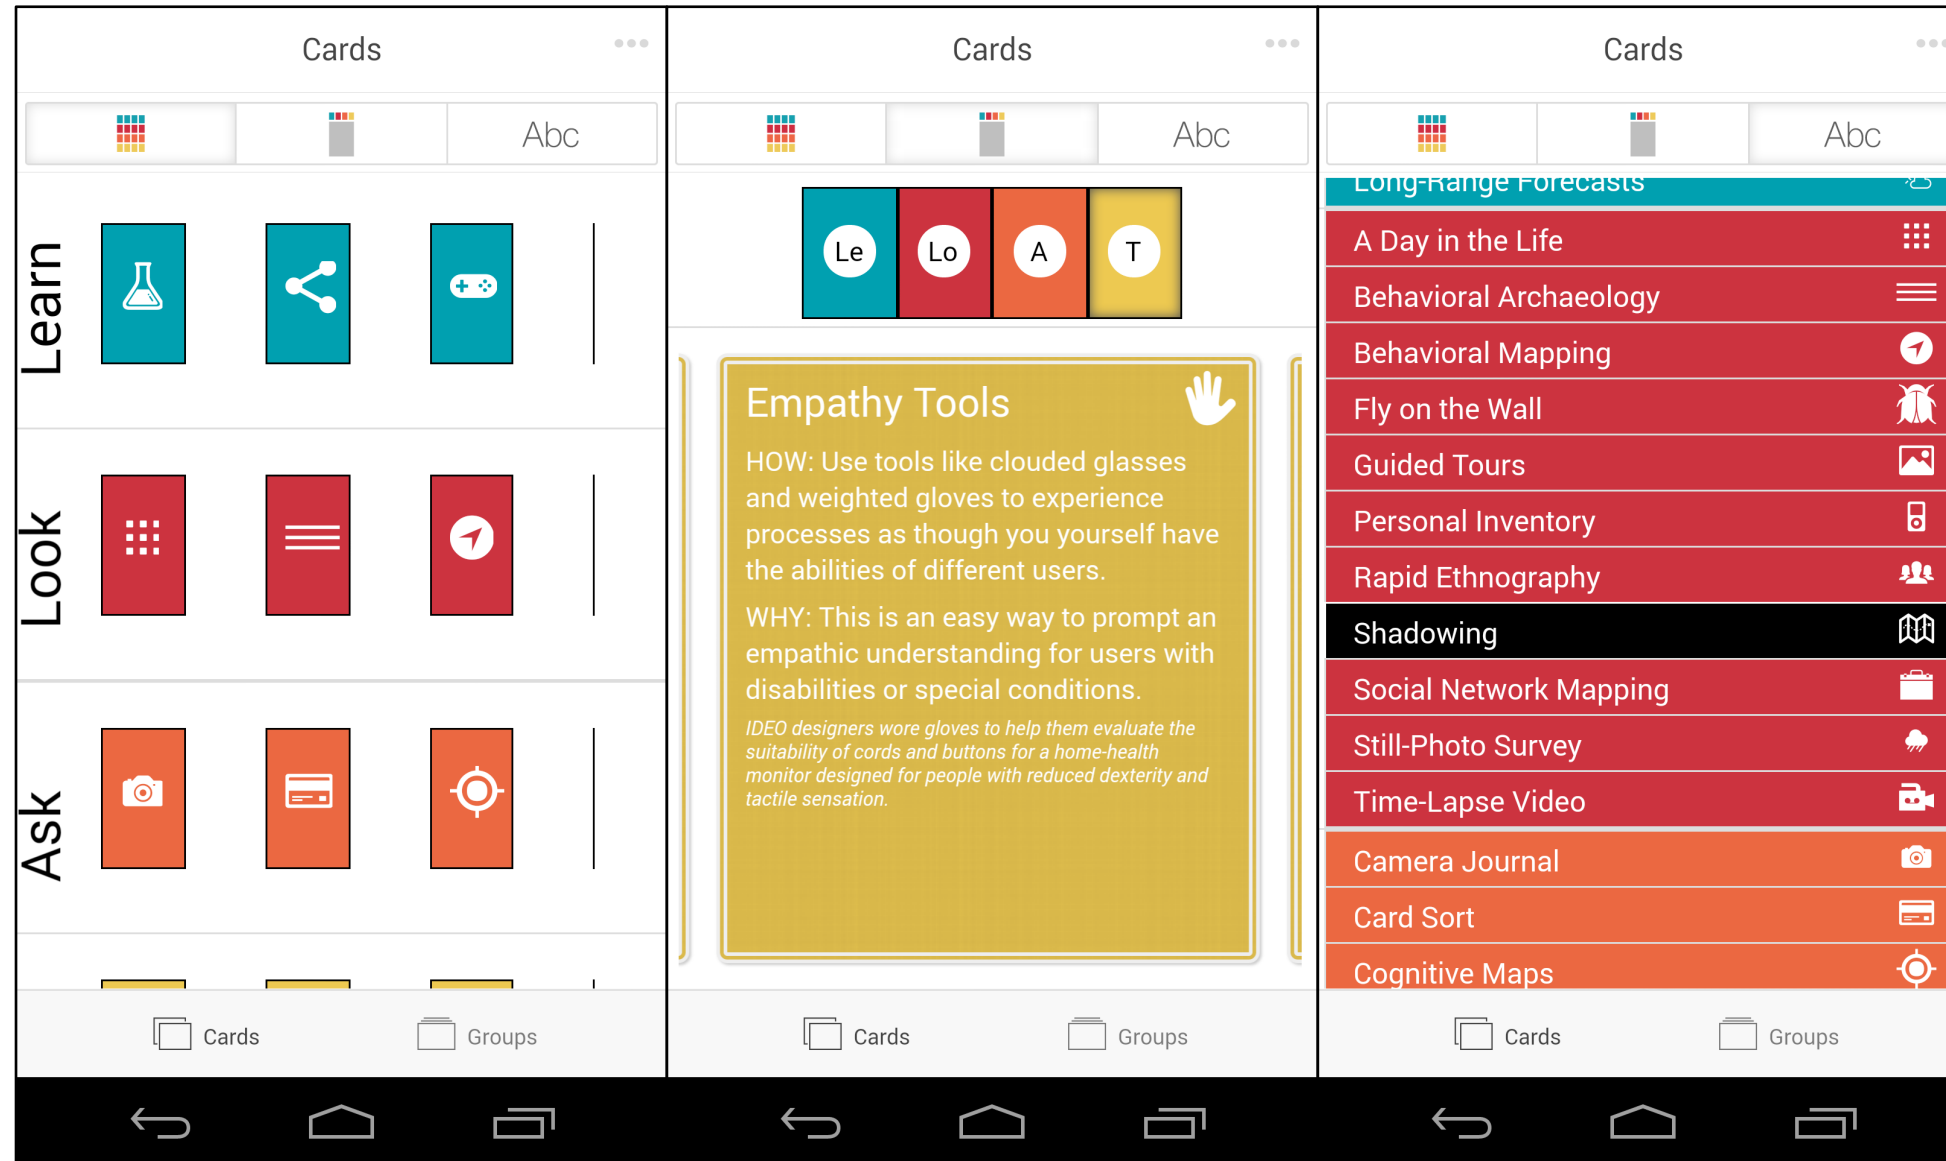 Cards
Abc
Learn
Look
Ask
Cards
Groups
Cards
Abc
Le
Lo
A
T
Empathy Tools
HOW: Use tools like clouded glasses
and weighted gloves to experience
processes as though you yourself have
the abilities of different users.
WHY: This is an easy way to prompt an
empathic understanding for users with
disabilities or special conditions.
IDEO designers wore gloves to help them evaluate the
suitability of cords and buttons for a home-health
monitor designed for people with reduced dexterity and
tactile sensation.
Cards
Groups
Cards
Abc
Long-Range Forecasts
A Day in the Life
Behavioral Archaeology
Behavioral Mapping
Fly on the Wall
Guided Tours
Personal Inventory
Rapid Ethnography
Shadowing
Social Network Mapping
Still-Photo Survey
Time-Lapse Video
Camera Journal
Card Sort
Cognitive Maps
Cards
Groups